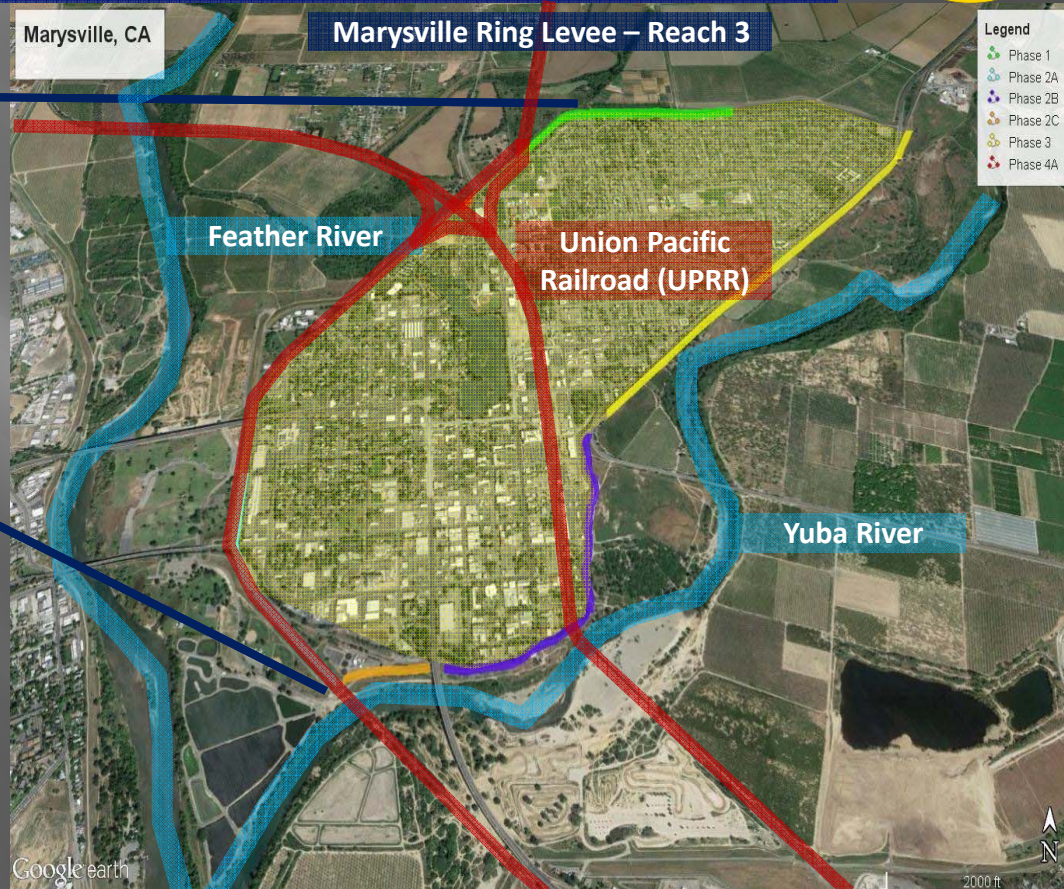 Marysville, CA
Marysville Ring Levee – Reach 3
Legend
Phase 1
Phase 2A
Phase 2B
Phase 2C
Phase 3
Phase 4A
Feather River
Union Pacific
Railroad (UPRR)
Yuba River
N
Google earth
2000 ft